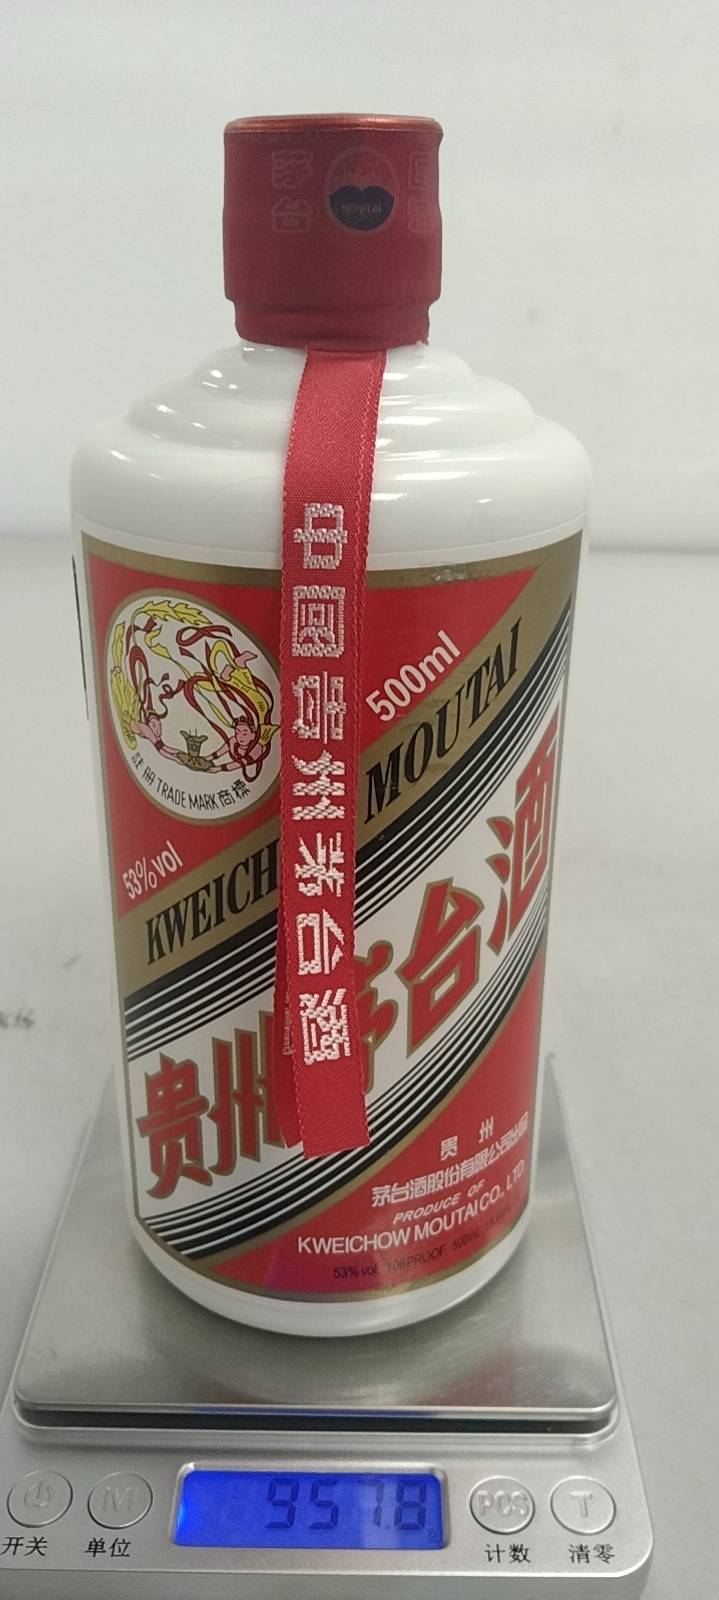 茅台
MOUTAI
中國貴州茅台酒
500ml
註册 TRADE MARK 商標
53%vol
KWEICH MOUTAI
贵州茅台酒
贵州
茅台酒股份有限公司出品
PRODUCE OF
KWEICHOW MOUTAI CO., LTD.
53% vol 106PROOF 500mL
957.8
M
PCS
T
开关
单位
计数
清零